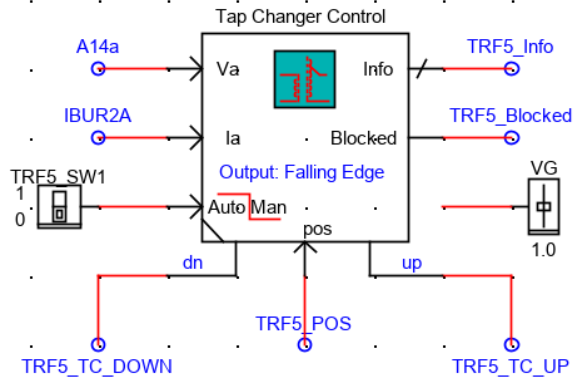 Tap Changer Control
A14a
TRF5_Info
Va
Info
IBUR2A
TRF5_Blocked
Ia
Blocked
Output: Falling Edge
TRF5_SW1
VG
1
0
Auto Man
pos
1.0
dn
up
TRF5_POS
TRF5_TC_DOWN
TRF5_TC_UP